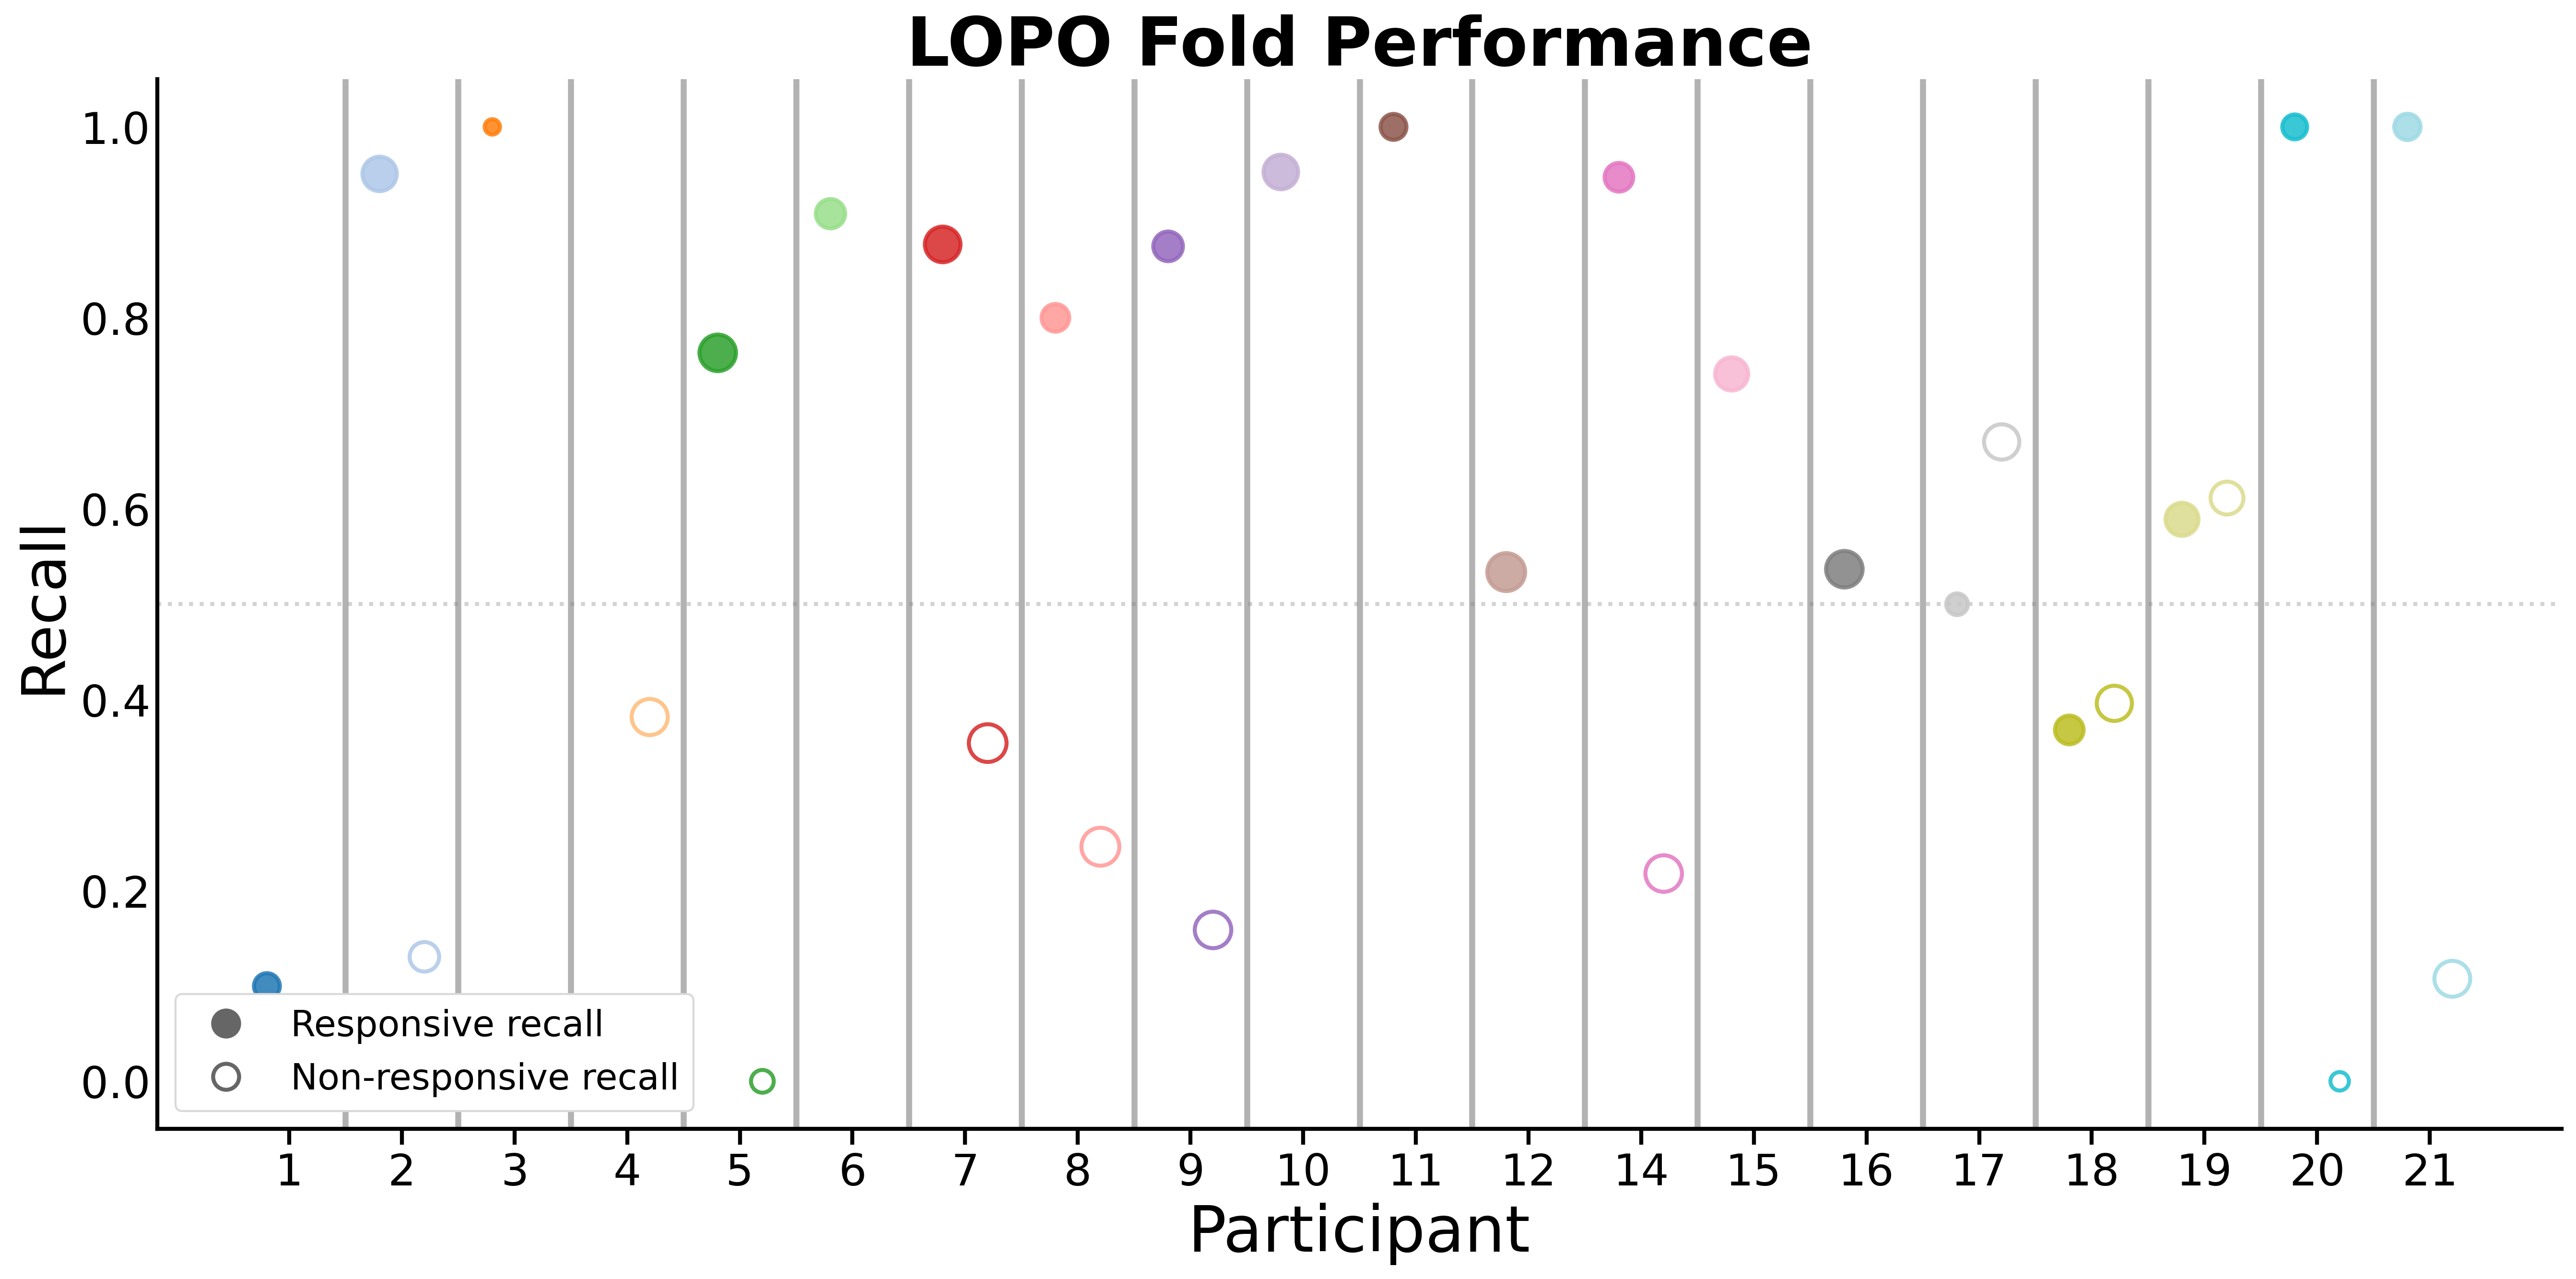 LOPO Fold Performance
1.0
0.8
0.6
0.4
0.2
0.0
Recall
Responsive recall
Non-responsive recall
1 2 3 4 5 6 7 8 9 10 11 12 14 15 16 17 18 19 20 21
Participant